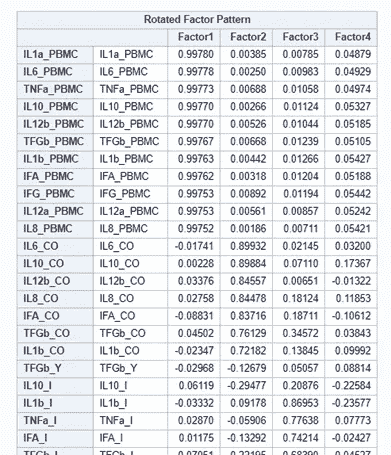 Rotated Factor Pattern
Factor1 Factor2 Factor3 Factor4
IL1a_PBMC IL1a_PBMC 0.99780 0.00385 0.00785 0.04879
IL6_PBMC IL6_PBMC 0.99778 0.00250 0.00983 0.04929
TNFa_PBMC TNFa_PBMC 0.99773 0.00688 0.01058 0.04974
IL10_PBMC IL10_PBMC 0.99770 0.00266 0.01124 0.05327
IL12b_PBMC IL12b_PBMC 0.99770 0.00526 0.01044 0.05185
TFGb_PBMC TFGb_PBMC 0.99767 0.00668 0.01239 0.05105
IL1b_PBMC IL1b_PBMC 0.99763 0.00442 0.01266 0.05427
IFA_PBMC IFA_PBMC 0.99762 0.00318 0.01204 0.05188
IFG_PBMC IFG_PBMC 0.99753 0.00892 0.01194 0.05442
IL12a_PBMC IL12a_PBMC 0.99753 0.00561 0.00857 0.05242
IL8_PBMC IL8_PBMC 0.99752 0.00186 0.00711 0.05421
IL6_CO IL6_CO -0.01741 0.89932 0.02145 0.03200
IL10_CO IL10_CO 0.00228 0.89884 0.07110 0.17367
IL12b_CO IL12b_CO 0.03376 0.84557 0.00651 -0.01322
IL8_CO IL8_CO 0.02758 0.84478 0.18124 0.11853
IFA_CO IFA_CO -0.08831 0.83716 0.18711 -0.10612
TFGb_CO TFGb_CO 0.04502 0.76129 0.34572 0.03843
IL1b_CO IL1b_CO -0.02347 0.72182 0.13845 0.09992
TFGb_Y TFGb_Y -0.02968 -0.12679 0.05057 0.08814
IL10_I IL10_I 0.06119 -0.29477 0.20876 -0.22584
IL1b_I IL1b_I -0.03332 0.09178 0.86953 -0.23577
TNFa_I TNFa_I 0.02870 -0.05906 0.77638 0.07773
IFA_I IFA_I 0.01175 -0.13292 0.74214 -0.02427